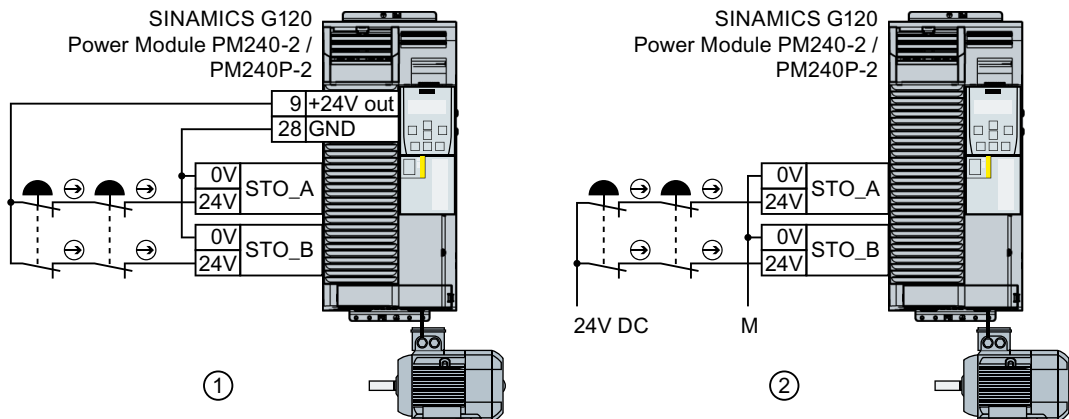 SINAMICS G120
Power Module PM240-2 /
PM240P-2
9 +24V out
28 GND
0V
24V
STO_A
0V
24V
STO_B
1
SINAMICS G120
Power Module PM240-2 /
PM240P-2
0V
24V
STO_A
0V
24V
STO_B
24V DC
M
2